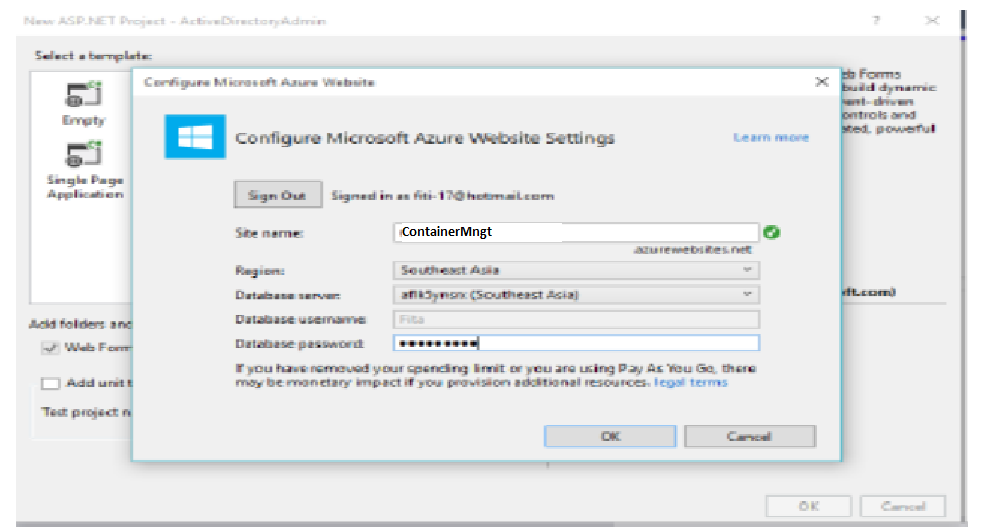 New ASP.NET Project - ActiveDirectoryAdmin
Select a template:
Configure Microsoft Azure Website
Empty
Single Page
Application
Configure Microsoft Azure Website Settings
Learn more
eb Forms
build dynamic
vent-driven
ontrols and
ated, powerful
Sign Out
Signed in as fiti-17@hotmail.com
Site name:
ContainerMngt
.azurewebsites.net
Region:
Southeast Asia
Database server:
(Southeast Asia)
Database username:
Fita
Database password:
●●●●●●●●●
If you have removed your spending limit or you are using Pay As You Go, there
may be monetary impact if you provision additional resources. legal terms
OK
Cancel
Add folders and
Web Form
Add unit t
Test project n
ft.com)
OK
Cancel